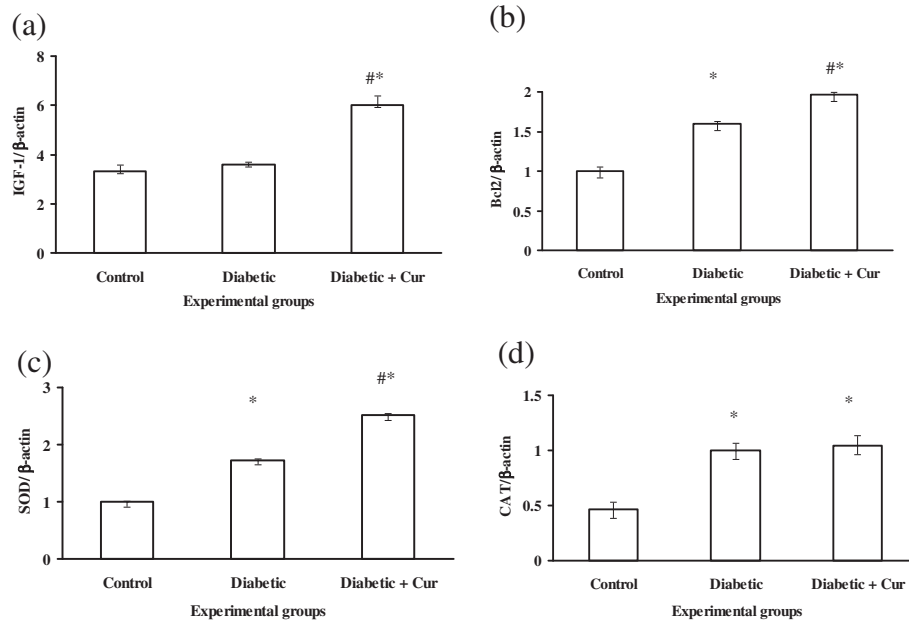 (a)
8
6
4
2
0
IGF-1/β-actin
#*
Control
Diabetic
Diabetic + Cur
Experimental groups
(b)
2
1.5
1
0.5
0
Bcl2/β-actin
*
#*
Control
Diabetic
Diabetic + Cur
Experimental groups
(c)
3
2
1
0
SOD/β-actin
*
#*
Control
Diabetic
Diabetic + Cur
Experimental groups
(d)
1.5
1
0.5
0
CAT/β-actin
*
*
Control
Diabetic
Diabetic + Cur
Experimental groups